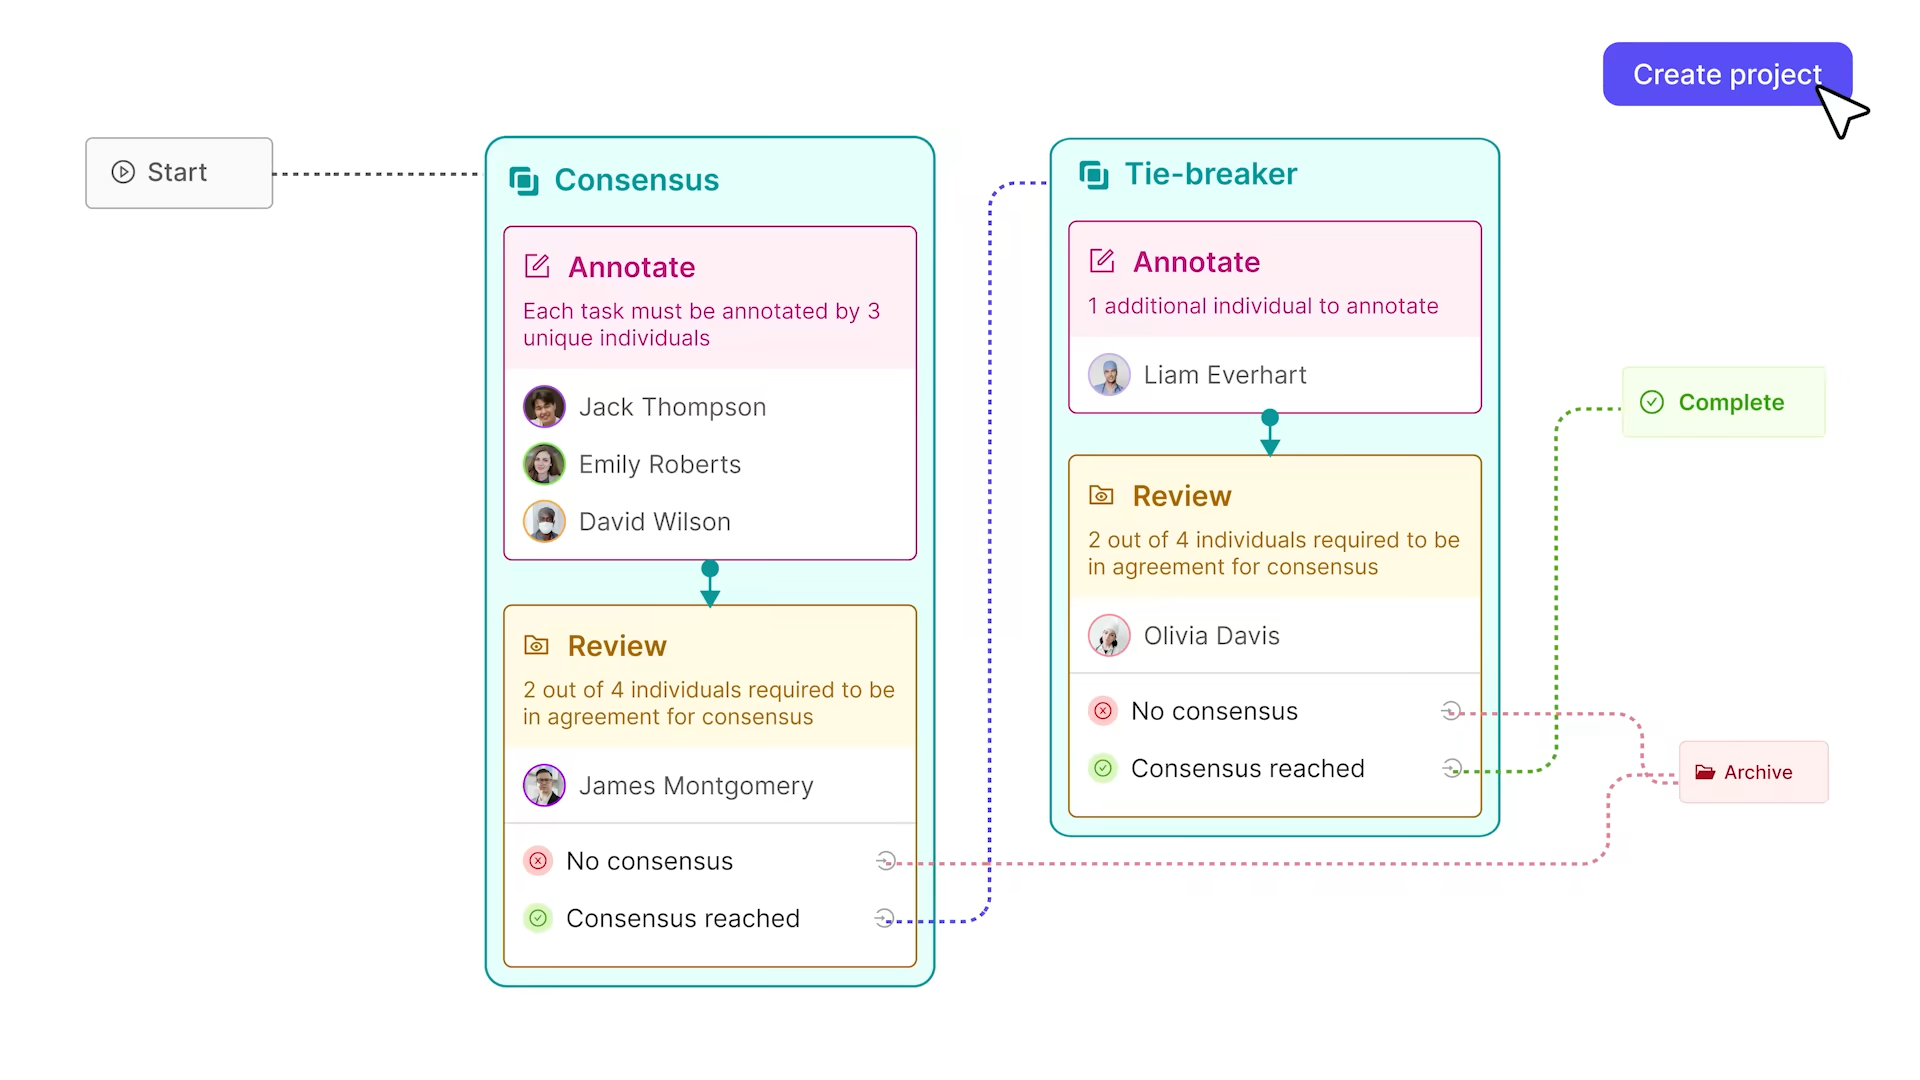 Create project
Start
Consensus
Annotate
Each task must be annotated by 3
unique individuals
Jack Thompson
Emily Roberts
David Wilson
Review
2 out of 4 individuals required to be
in agreement for consensus
James Montgomery
No consensus
Consensus reached
Tie-breaker
Annotate
1 additional individual to annotate
Liam Everhart
Review
2 out of 4 individuals required to be
in agreement for consensus
Olivia Davis
No consensus
Consensus reached
Complete
Archive